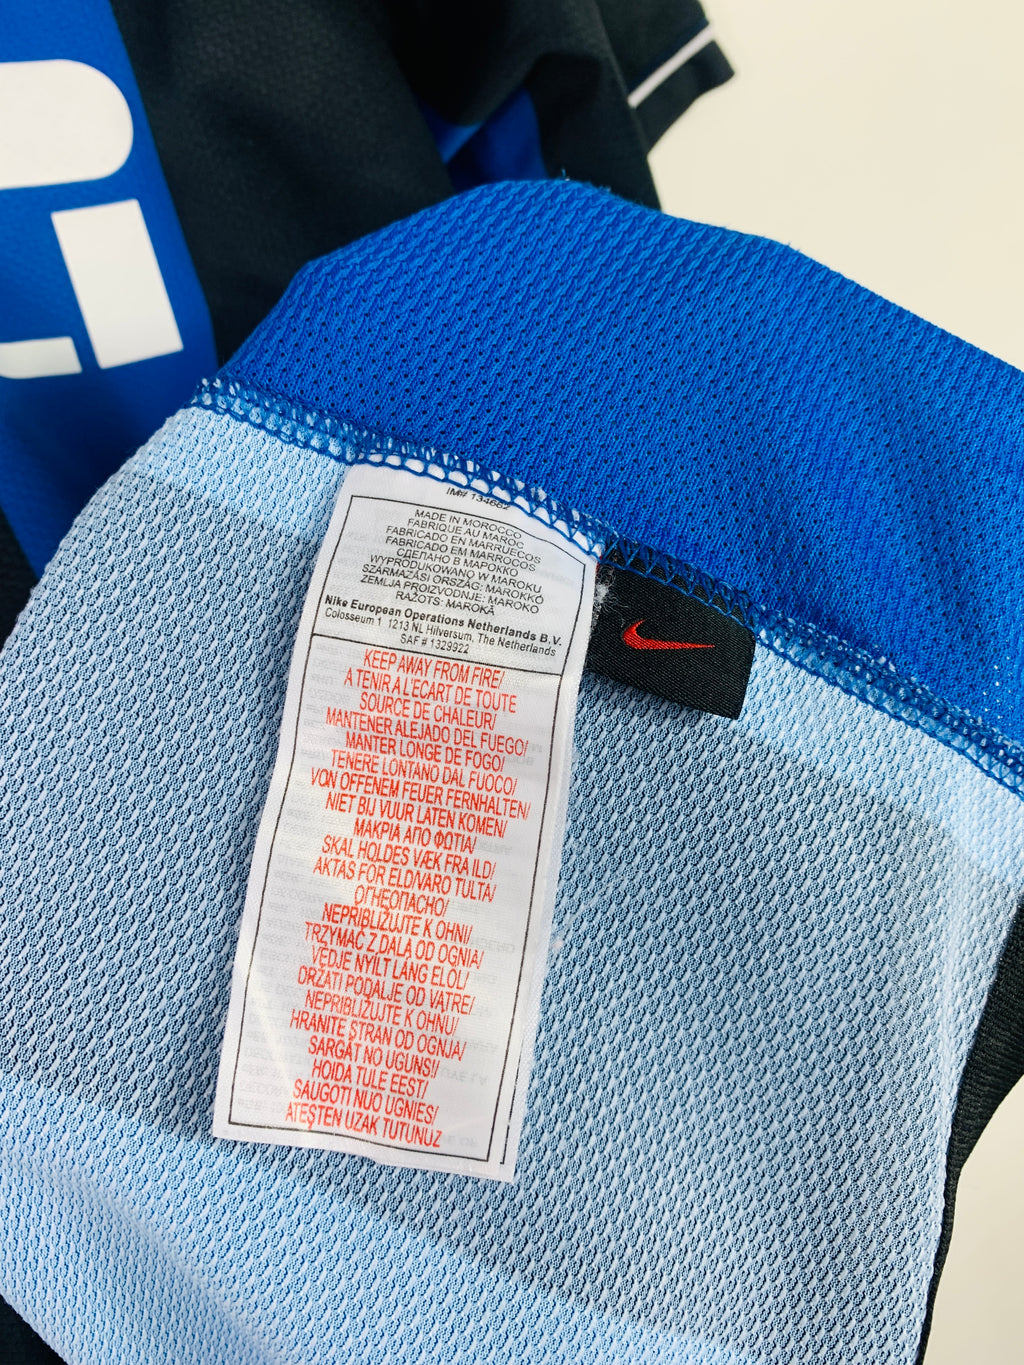 IM# 134682
MADE IN MOROCCO
FABRIQUE AU MAROC
FABRICADO EN MARRUECOS
FABRICADO EM MARROCOS
СДЕЛАНО В МАРОККО
WYPRODUKOWANO W MAROKU
SZÁRMAZÁSI ORSZÁG: MAROKKÓ
ZEMLJA PROIZVODNJE: MAROKO
RAŽOTS: MAROKĀ
Nike European Operations Netherlands B.V.
Colosseum 1 1213 NL Hilversum, The Netherlands
SAF # 1329922
KEEP AWAY FROM FIRE/
A TENIR A L'ECART DE TOUTE
SOURCE DE CHALEUR/
MANTENER ALEJADO DEL FUEGO/
MANTER LONGE DE FOGO/
TENERE LONTANO DAL FUOCO/
VON OFFENEM FEUER FERNHALTEN/
NIET BIJ VUUR LATEN KOMEN/
ΜΑΚΡΙΑ ΑΠΟ ΦΩΤΙΑ/
SKAL HOLDES VÆK FRA ILD/
AKTAS FÖR ELD/VARO TULTA/
ОГНЕОПАСНО/
NEPRIBLIŽUJTE K OHNI/
TRZYMAĆ Z DALA OD OGNIA/
VÉDJE NYÍLT LÁNG ELŐL/
DRŽATI PODALJE OD VATRE/
NEPRIBLIŽUJTE K OHNU/
HRANITE STRAN OD OGNJA/
SARGĀT NO UGUNS!/
HOIDA TULE EEST/
SAUGOTI NUO UGNIES/
ATEŞTEN UZAK TUTUNUZ